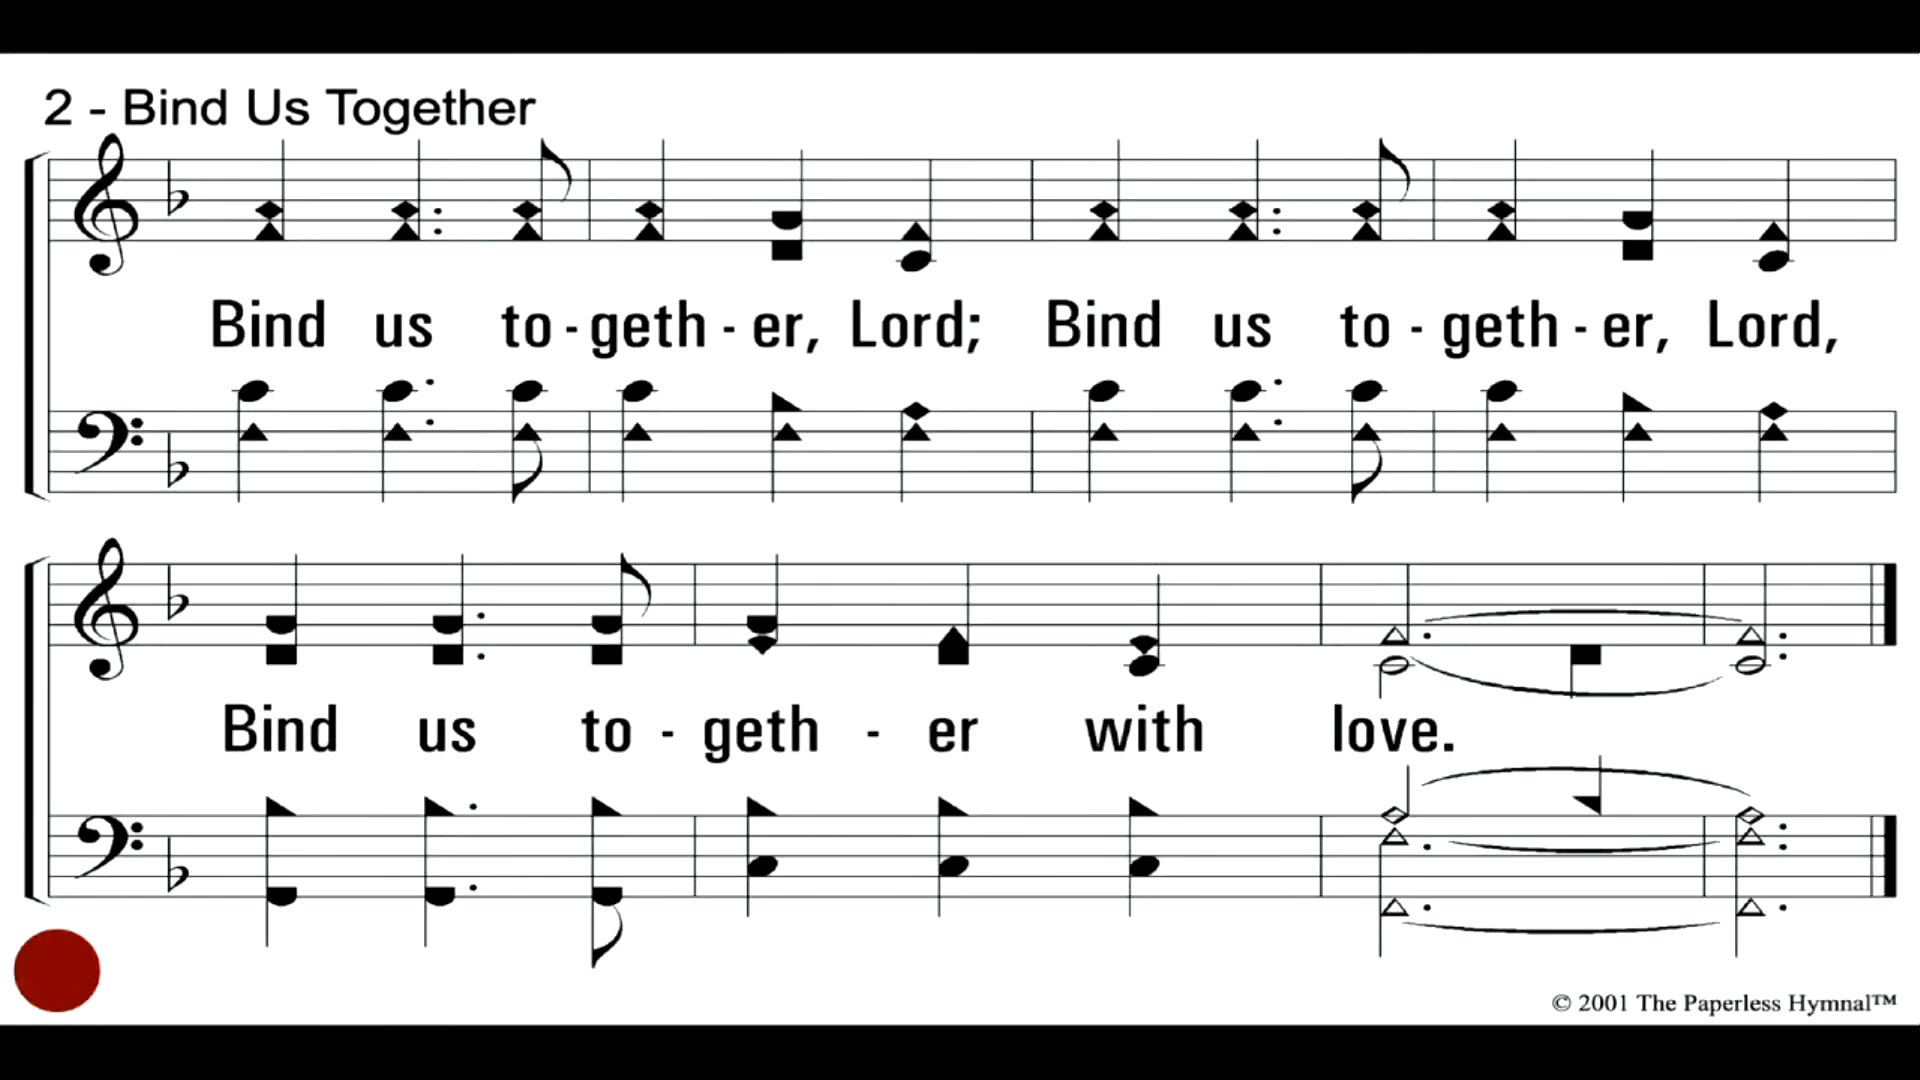 2 - Bind Us Together
Bind us to - geth - er, Lord; Bind us to - geth - er, Lord,
Bind us to - geth - er with love.
© 2001 The Paperless Hymnal™